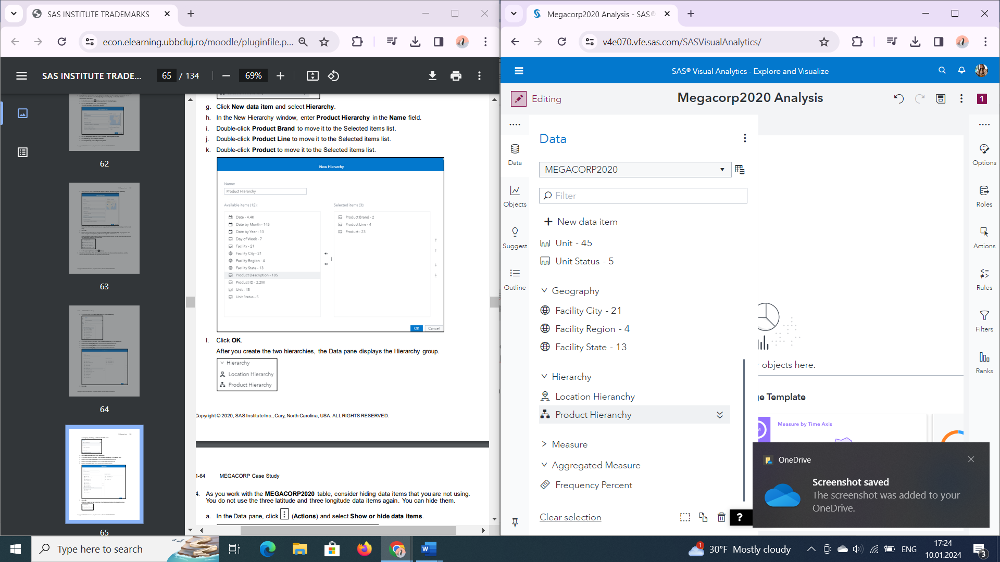 SAS INSTITUTE TRADEMARKS
econ.elearning.ubbcluj.ro/moodle/pluginfile.p...
SAS INSTITUTE TRADE...
65 / 134
69%
62
63
64
65
g. Click New data item and select Hierarchy.
h. In the New Hierarchy window, enter Product Hierarchy in the Name field.
i. Double-click Product Brand to move it to the Selected items list.
j. Double-click Product Line to move it to the Selected items list.
k. Double-click Product to move it to the Selected items list.
New Hierarchy
Name:
Product Hierarchy
Available items (12):
Selected items (3):
Date - 4.4K
Date by Month - 145
Date by Year - 13
Day of Week - 7
Facility - 21
Facility City - 21
Facility Region - 4
Facility State - 13
Product Description - 105
Product ID - 2.2M
Unit - 45
Unit Status - 5
Product Brand - 2
Product Line - 4
Product - 23
OK Cancel
l. Click OK.
After you create the two hierarchies, the Data pane displays the Hierarchy group.
Hierarchy
Location Hierarchy
Product Hierarchy
Copyright © 2020, SAS Institute Inc., Cary, North Carolina, USA. ALL RIGHTS RESERVED.
1-64 MEGACORP Case Study
4. As you work with the MEGACORP2020 table, consider hiding data items that you are not using.
You do not use the three latitude and three longitude data items again. You can hide them.
a. In the Data pane, click (Actions) and select Show or hide data items.
Megacorp2020 Analysis - SAS®
v4e070.vfe.sas.com/SASVisualAnalytics/
SAS® Visual Analytics - Explore and Visualize
Editing
Megacorp2020 Analysis
1
Data
Objects
Suggest
Outline
Data
MEGACORP2020
Filter
New data item
Unit - 45
Unit Status - 5
Geography
Facility City - 21
Facility Region - 4
Facility State - 13
Hierarchy
Location Hierarchy
Product Hierarchy
Measure
Aggregated Measure
Frequency Percent
Clear selection
?
objects here.
ge Template
Measure by Time Axis
Options
Roles
Actions
Rules
Filters
Ranks
OneDrive
Screenshot saved
The screenshot was added to your
OneDrive.
Type here to search
1
30°F Mostly cloudy
ENG
17:24
10.01.2024
3